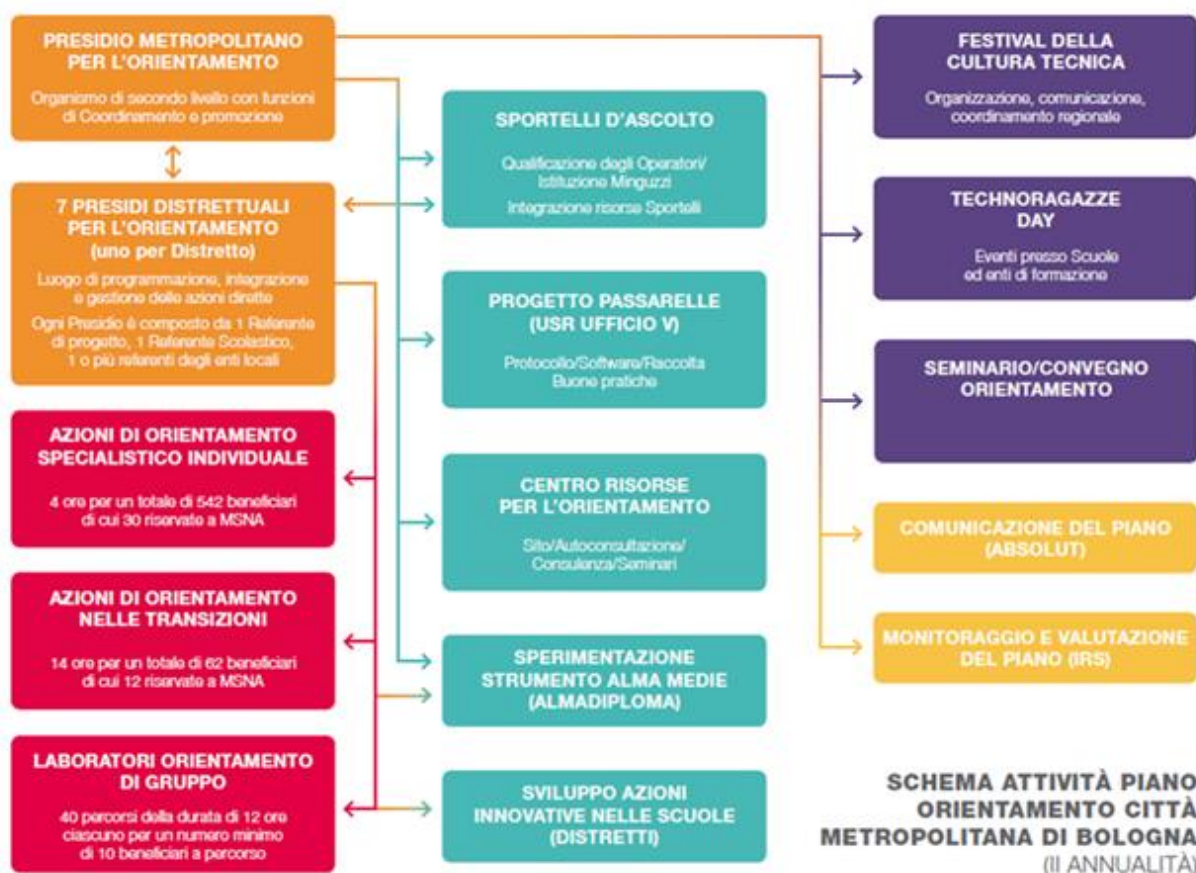 PRESIDIO METROPOLITANO
PER L'ORIENTAMENTO
Organismo di secondo livello con funzioni
di Coordinamento e promozione
7 PRESIDI DISTRETTUALI
PER L'ORIENTAMENTO
(uno per Distretto)
Luogo di programmazione, integrazione
e gestione delle azioni dirette
Ogni Presidio è composto da 1 Referente
di progetto, 1 Referente Scolastico,
1 o più referenti degli enti locali
AZIONI DI ORIENTAMENTO
SPECIALISTICO INDIVIDUALE
4 ore per un totale di 542 beneficiari
di cui 30 riservate a MSNA
AZIONI DI ORIENTAMENTO
NELLE TRANSIZIONI
14 ore per un totale di 62 beneficiari
di cui 12 riservate a MSNA
LABORATORI ORIENTAMENTO
DI GRUPPO
40 percorsi della durata di 12 ore
ciascuno per un numero minimo
di 10 beneficiari a percorso
SPORTELLI D'ASCOLTO
Qualificazione degli Operatori/
Istituzione Minguzzi
Integrazione risorse Sportelli
PROGETTO PASSARELLE
(USR UFFICIO V)
Protocollo/Software/Raccolta
Buone pratiche
CENTRO RISORSE
PER L'ORIENTAMENTO
Sito/Autoconsultazione/
Consulenza/Seminari
SPERIMENTAZIONE
STRUMENTO ALMA MEDIE
(ALMADIPLOMA)
SVILUPPO AZIONI
INNOVATIVE NELLE SCUOLE
(DISTRETTI)
FESTIVAL DELLA
CULTURA TECNICA
Organizzazione, comunicazione,
coordinamento regionale
TECHNORAGAZZE
DAY
Eventi presso Scuole
ed enti di formazione
SEMINARIO/CONVEGNO
ORIENTAMENTO
COMUNICAZIONE DEL PIANO
(ABSOLUT)
MONITORAGGIO E VALUTAZIONE
DEL PIANO (IRS)
SCHEMA ATTIVITÀ PIANO
ORIENTAMENTO CITTÀ
METROPOLITANA DI BOLOGNA
(II ANNUALITÀ)